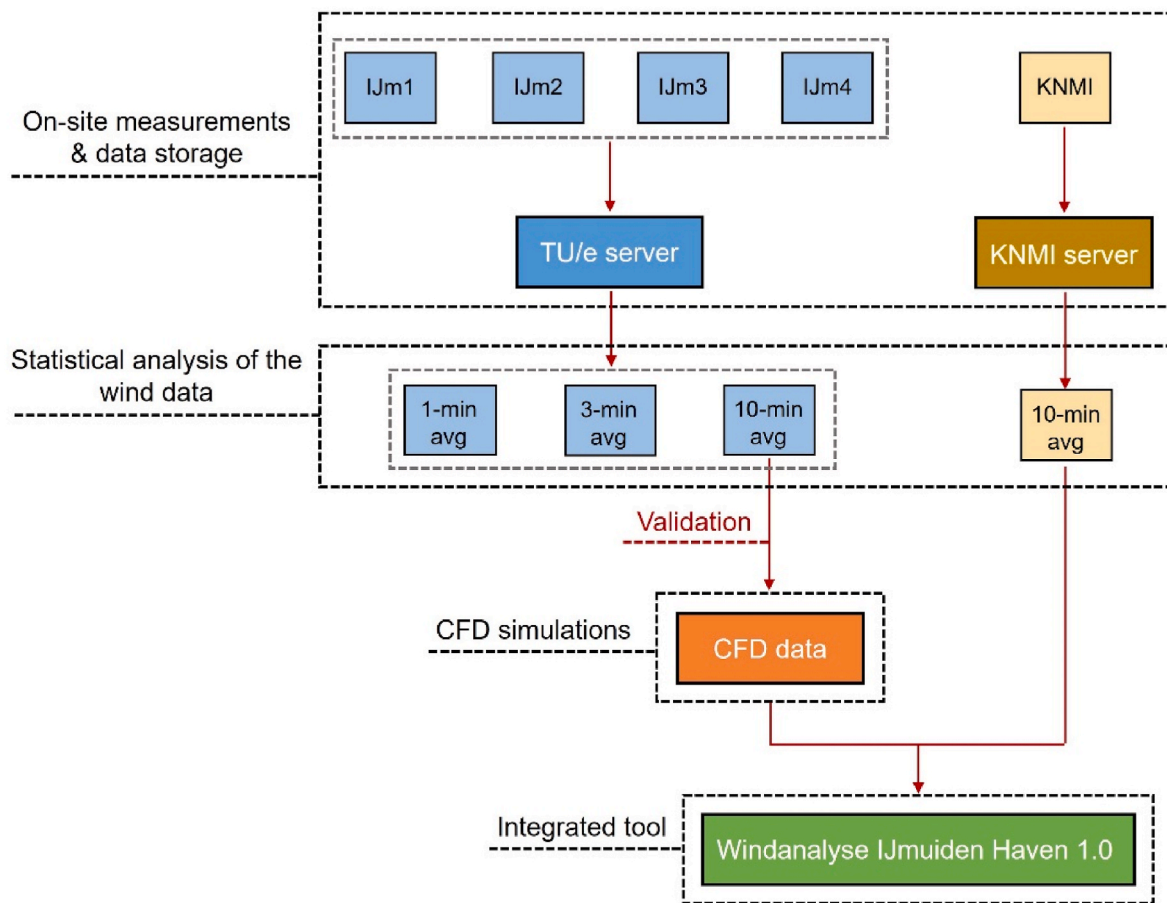 IJm1
IJm2
IJm3
IJm4
KNMI
On-site measurements
& data storage
TU/e server
KNMI server
Statistical analysis of the
wind data
1-min
avg
3-min
avg
10-min
avg
10-min
avg
Validation
CFD simulations
CFD data
Integrated tool
Windanalyse IJmuiden Haven 1.0